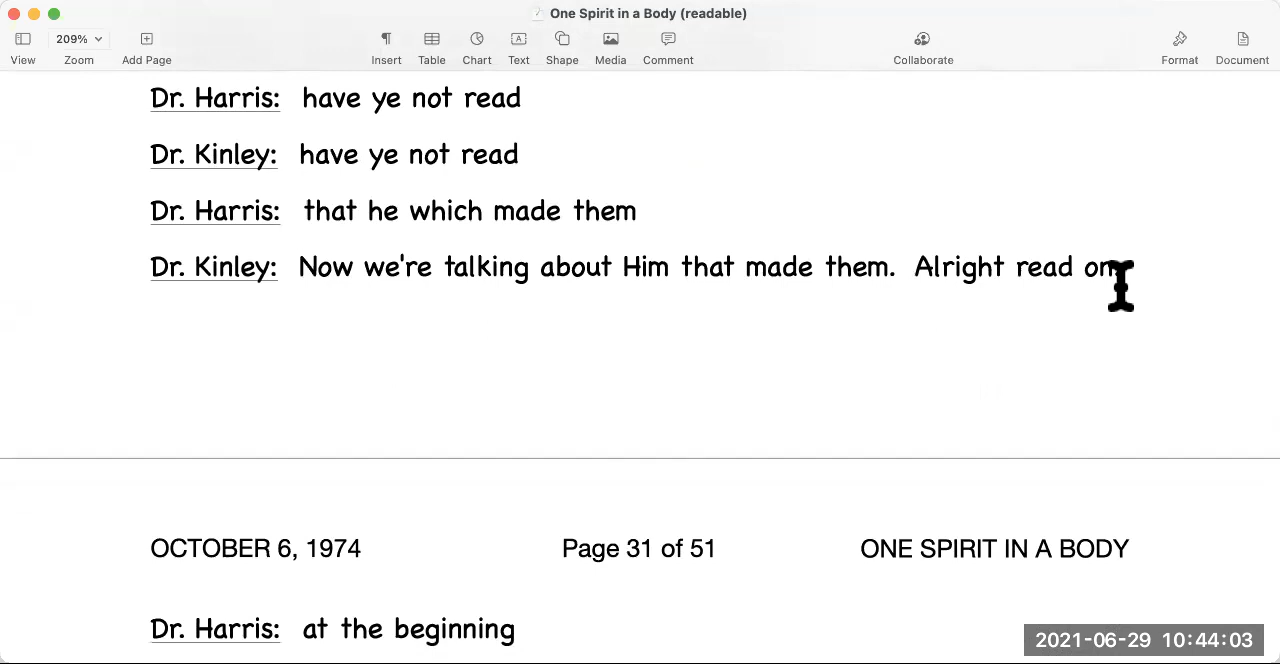 One Spirit in a Body (readable)
209%
View Zoom Add Page Insert Table Chart Text Shape Media Comment Collaborate Format Document
Dr. Harris: have ye not read
Dr. Kinley: have ye not read
Dr. Harris: that he which made them
Dr. Kinley: Now we're talking about Him that made them. Alright read on.
OCTOBER 6, 1974 Page 31 of 51 ONE SPIRIT IN A BODY
Dr. Harris: at the beginning
2021-06-29 10:44:03